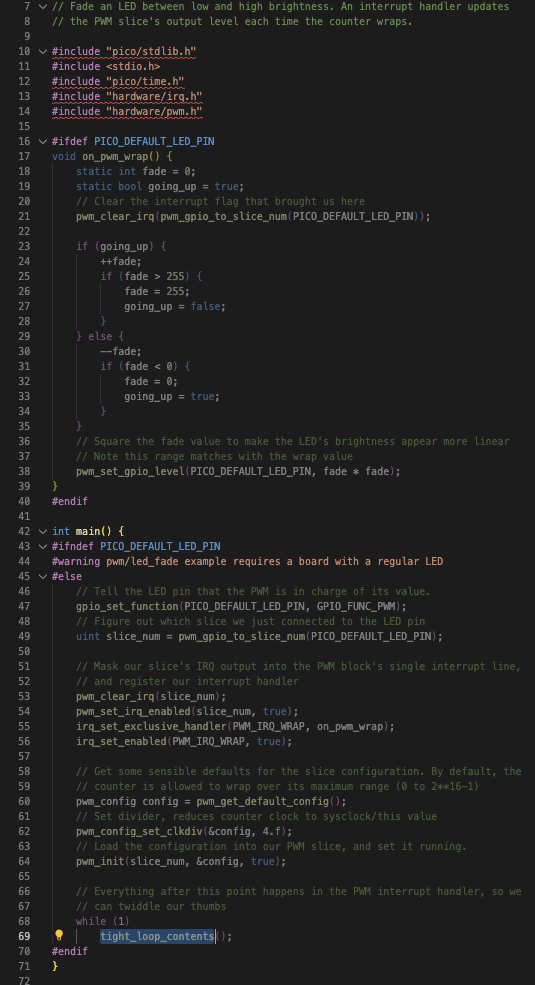 7 // Fade an LED between low and high brightness. An interrupt handler updates
8 // the PWM slice's output level each time the counter wraps.
9
10 #include "pico/stdlib.h"
11 #include <stdio.h>
12 #include "pico/time.h"
13 #include "hardware/irq.h"
14 #include "hardware/pwm.h"
15
16 #ifdef PICO_DEFAULT_LED_PIN
17 void on_pwm_wrap() {
18     static int fade = 0;
19     static bool going_up = true;
20     // Clear the interrupt flag that brought us here
21     pwm_clear_irq(pwm_gpio_to_slice_num(PICO_DEFAULT_LED_PIN));
22
23     if (going_up) {
24         ++fade;
25         if (fade > 255) {
26             fade = 255;
27             going_up = false;
28         }
29     } else {
30         --fade;
31         if (fade < 0) {
32             fade = 0;
33             going_up = true;
34         }
35     }
36     // Square the fade value to make the LED's brightness appear more linear
37     // Note this range matches with the wrap value
38     pwm_set_gpio_level(PICO_DEFAULT_LED_PIN, fade * fade);
39 }
40 #endif
41
42 int main() {
43 #ifndef PICO_DEFAULT_LED_PIN
44 #warning pwm/led_fade example requires a board with a regular LED
45 #else
46     // Tell the LED pin that the PWM is in charge of its value.
47     gpio_set_function(PICO_DEFAULT_LED_PIN, GPIO_FUNC_PWM);
48     // Figure out which slice we just connected to the LED pin
49     uint slice_num = pwm_gpio_to_slice_num(PICO_DEFAULT_LED_PIN);
50
51     // Mask our slice's IRQ output into the PWM block's single interrupt line,
52     // and register our interrupt handler
53     pwm_clear_irq(slice_num);
54     pwm_set_irq_enabled(slice_num, true);
55     irq_set_exclusive_handler(PWM_IRQ_WRAP, on_pwm_wrap);
56     irq_set_enabled(PWM_IRQ_WRAP, true);
57
58     // Get some sensible defaults for the slice configuration. By default, the
59     // counter is allowed to wrap over its maximum range (0 to 2**16-1)
60     pwm_config config = pwm_get_default_config();
61     // Set divider, reduces counter clock to sysclock/this value
62     pwm_config_set_clkdiv(&config, 4.f);
63     // Load the configuration into our PWM slice, and set it running.
64     pwm_init(slice_num, &config, true);
65
66     // Everything after this point happens in the PWM interrupt handler, so we
67     // can twiddle our thumbs
68     while (1)
69         tight_loop_contents();
70 #endif
71 }
72